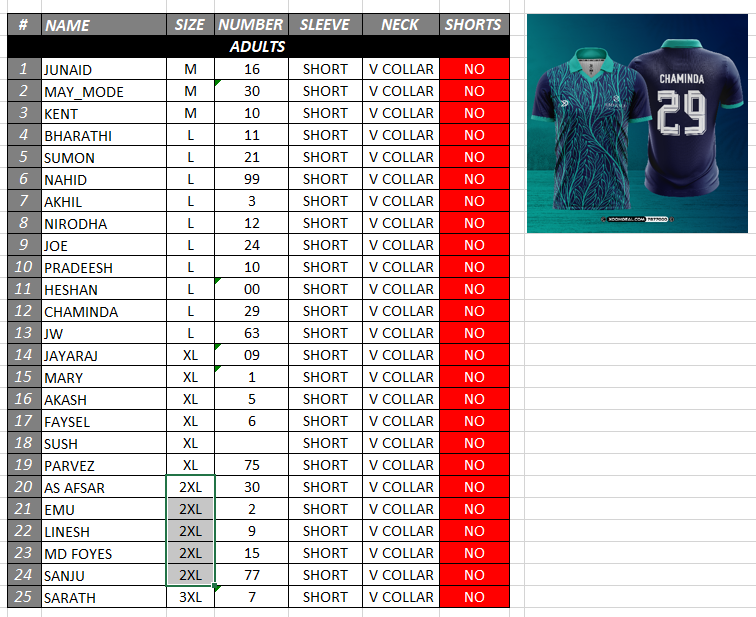 # NAME SIZE NUMBER SLEEVE NECK SHORTS
ADULTS
1 JUNAID M 16 SHORT V COLLAR NO
2 MAY_MODE M 30 SHORT V COLLAR NO
3 KENT M 10 SHORT V COLLAR NO
4 BHARATHI L 11 SHORT V COLLAR NO
5 SUMON L 21 SHORT V COLLAR NO
6 NAHID L 99 SHORT V COLLAR NO
7 AKHIL L 3 SHORT V COLLAR NO
8 NIRODHA L 12 SHORT V COLLAR NO
9 JOE L 24 SHORT V COLLAR NO
10 PRADEESH L 10 SHORT V COLLAR NO
11 HESHAN L 00 SHORT V COLLAR NO
12 CHAMINDA L 29 SHORT V COLLAR NO
13 JW L 63 SHORT V COLLAR NO
14 JAYARAJ XL 09 SHORT V COLLAR NO
15 MARY XL 1 SHORT V COLLAR NO
16 AKASH XL 5 SHORT V COLLAR NO
17 FAYSEL XL 6 SHORT V COLLAR NO
18 SUSH XL SHORT V COLLAR NO
19 PARVEZ XL 75 SHORT V COLLAR NO
20 AS AFSAR 2XL 30 SHORT V COLLAR NO
21 EMU 2XL 2 SHORT V COLLAR NO
22 LINESH 2XL 9 SHORT V COLLAR NO
23 MD FOYES 2XL 15 SHORT V COLLAR NO
24 SANJU 2XL 77 SHORT V COLLAR NO
25 SARATH 3XL 7 SHORT V COLLAR NO
CHAMINDA
29